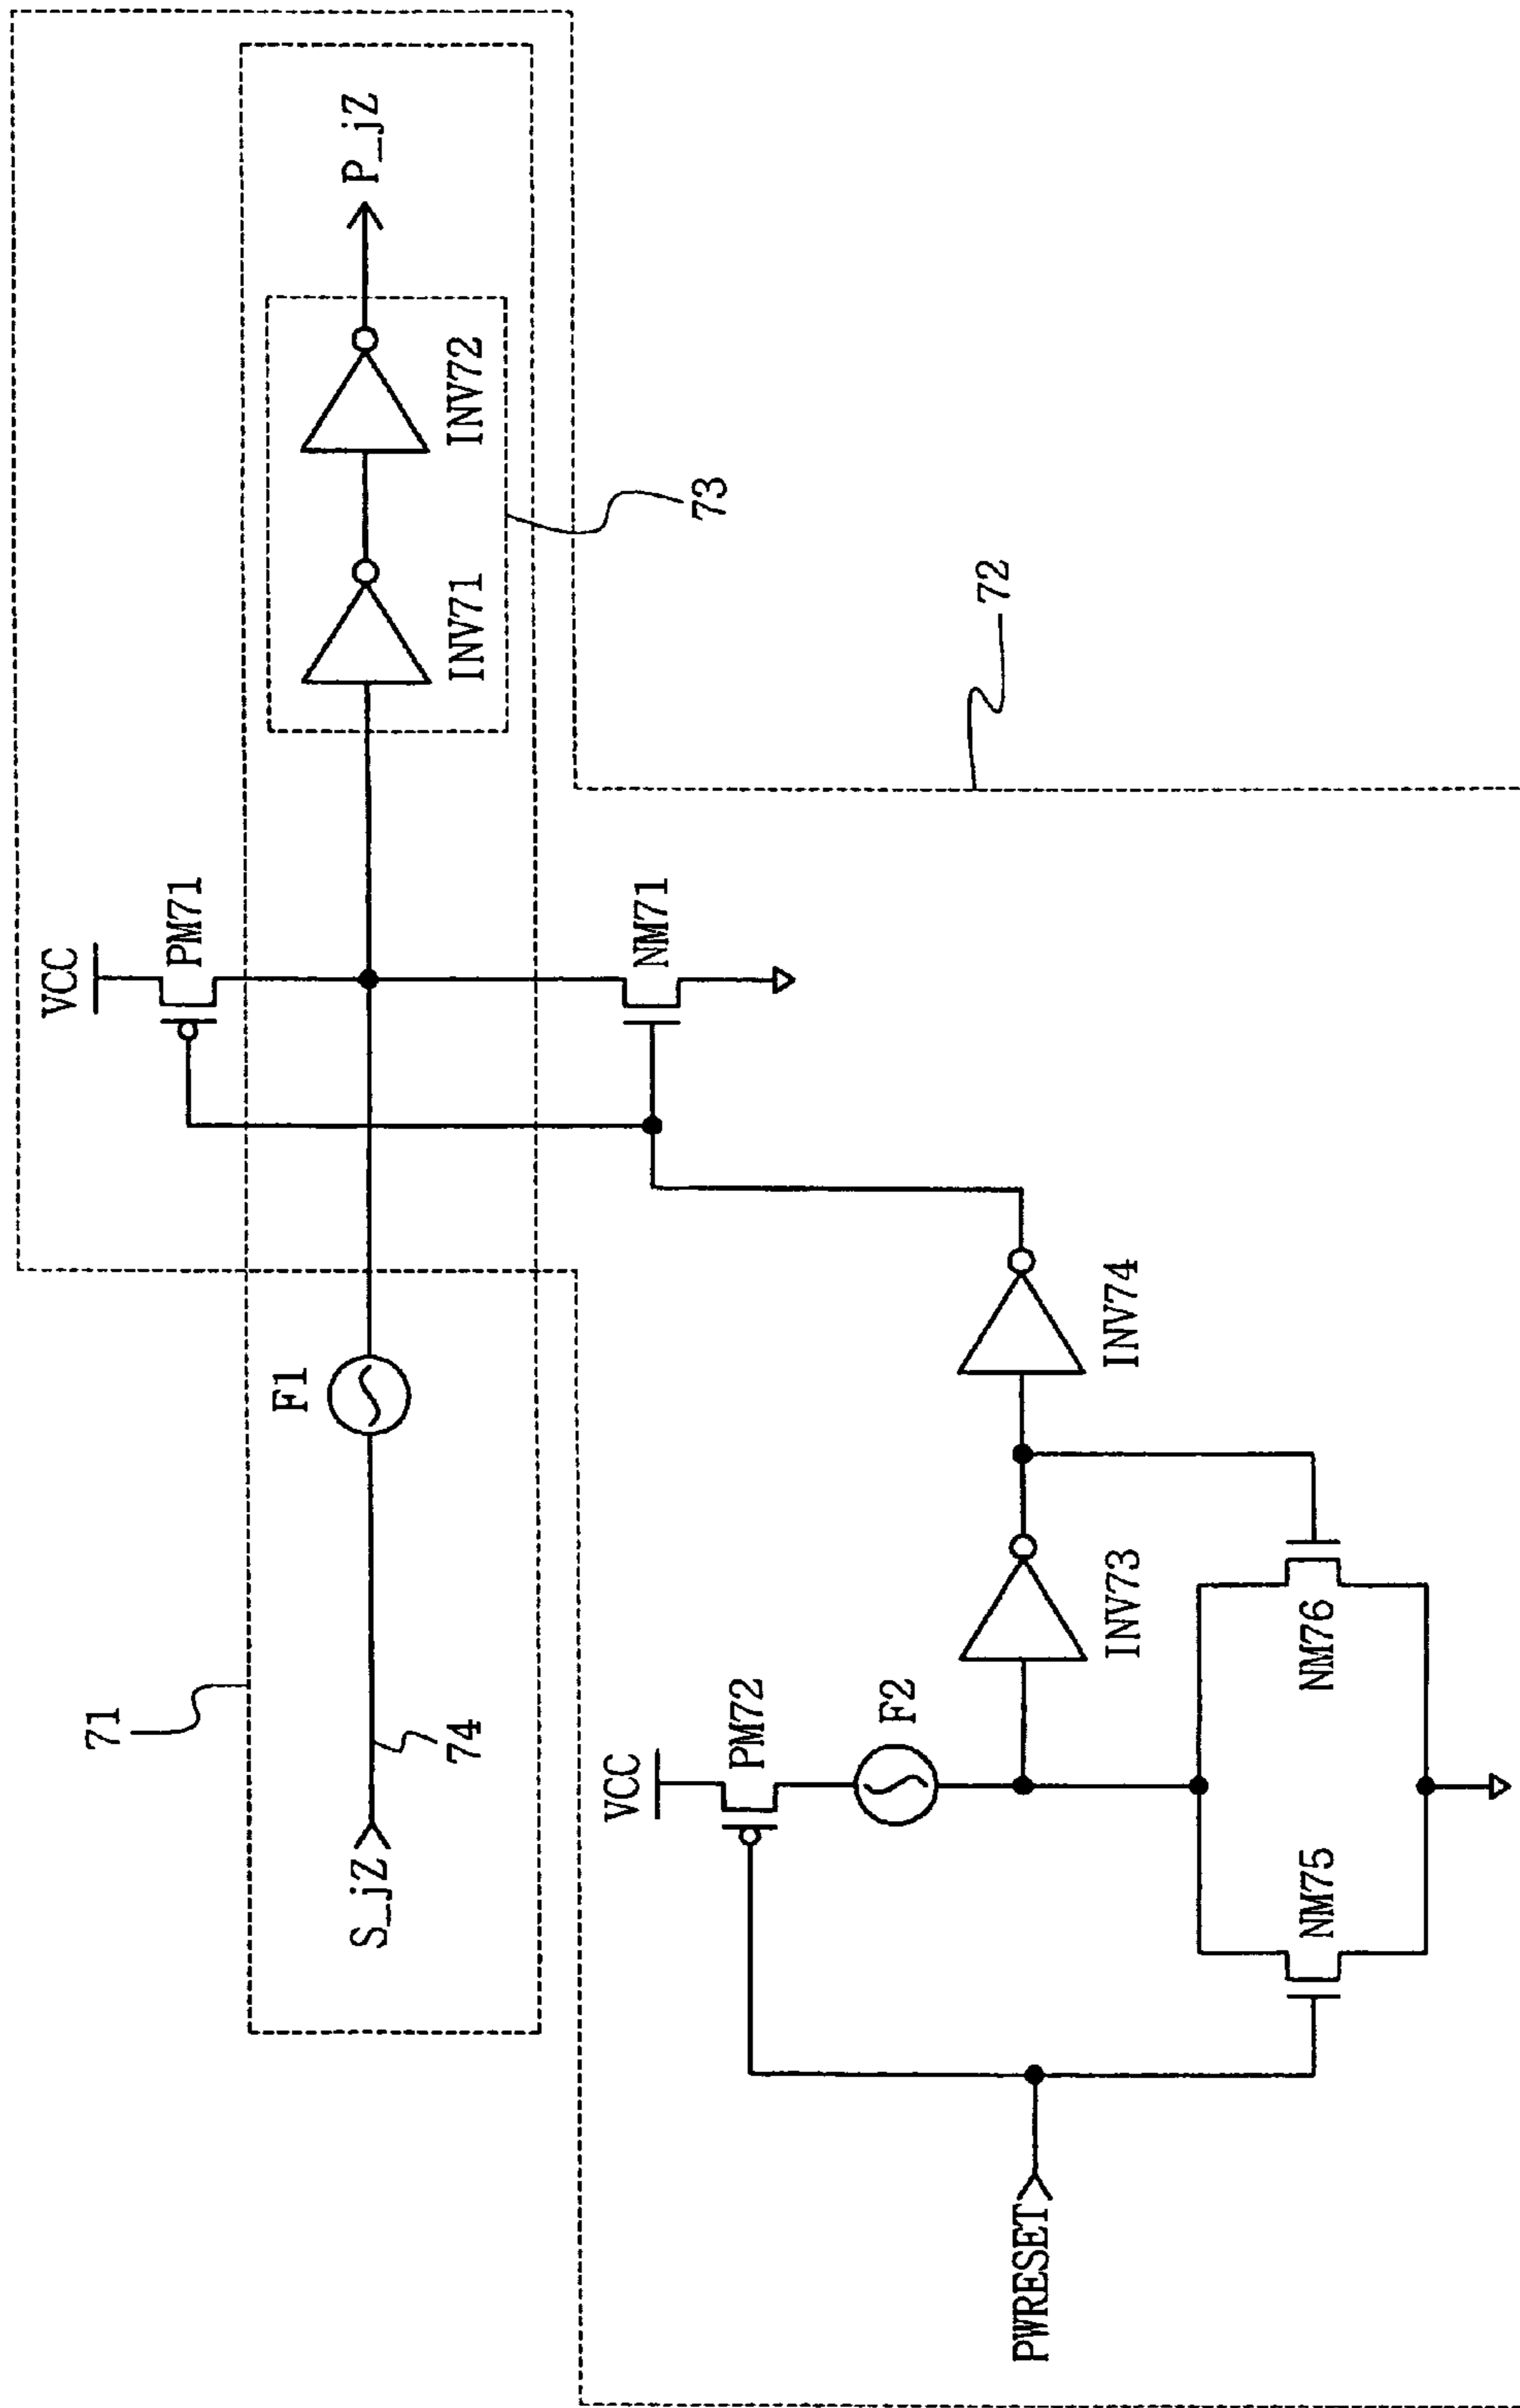 71
S_jZ
74
F1
VCC
PM71
NM71
INV71
INV72
P_jZ
73
72
PWRESET
VCC
PM72
F2
NM75
NM76
INV73
INV74